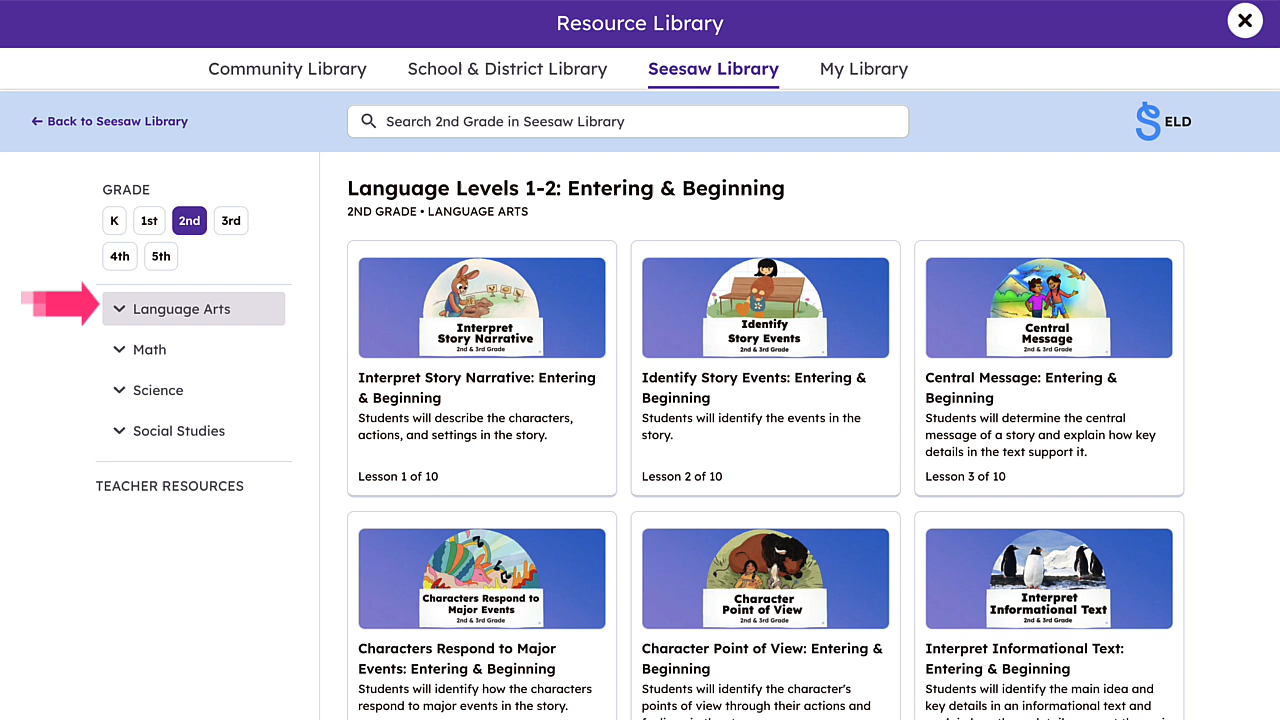 Resource Library
Community Library
School & District Library
Seesaw Library
My Library
← Back to Seesaw Library
Search 2nd Grade in Seesaw Library
ELD
GRADE
K
1st
2nd
3rd
4th
5th
Language Arts
Math
Science
Social Studies
TEACHER RESOURCES
Language Levels 1-2: Entering & Beginning
2ND GRADE • LANGUAGE ARTS
Interpret
Story Narrative
2nd & 3rd Grade
Interpret Story Narrative: Entering
& Beginning
Students will describe the characters,
actions, and settings in the story.
Lesson 1 of 10
Identify
Story Events
2nd & 3rd Grade
Identify Story Events: Entering &
Beginning
Students will identify the events in the
story.
Lesson 2 of 10
Central
Message
2nd & 3rd Grade
Central Message: Entering &
Beginning
Students will determine the central
message of a story and explain how key
details in the text support it.
Lesson 3 of 10
Characters Respond to
Major Events
2nd & 3rd Grade
Characters Respond to Major
Events: Entering & Beginning
Students will identify how the characters
respond to major events in the story.
Character
Point of View
2nd & 3rd Grade
Character Point of View: Entering &
Beginning
Students will identify the character's
points of view through their actions and
Interpret
Informational Text
2nd & 3rd Grade
Interpret Informational Text:
Entering & Beginning
Students will identify the main idea and
key details in an informational text and